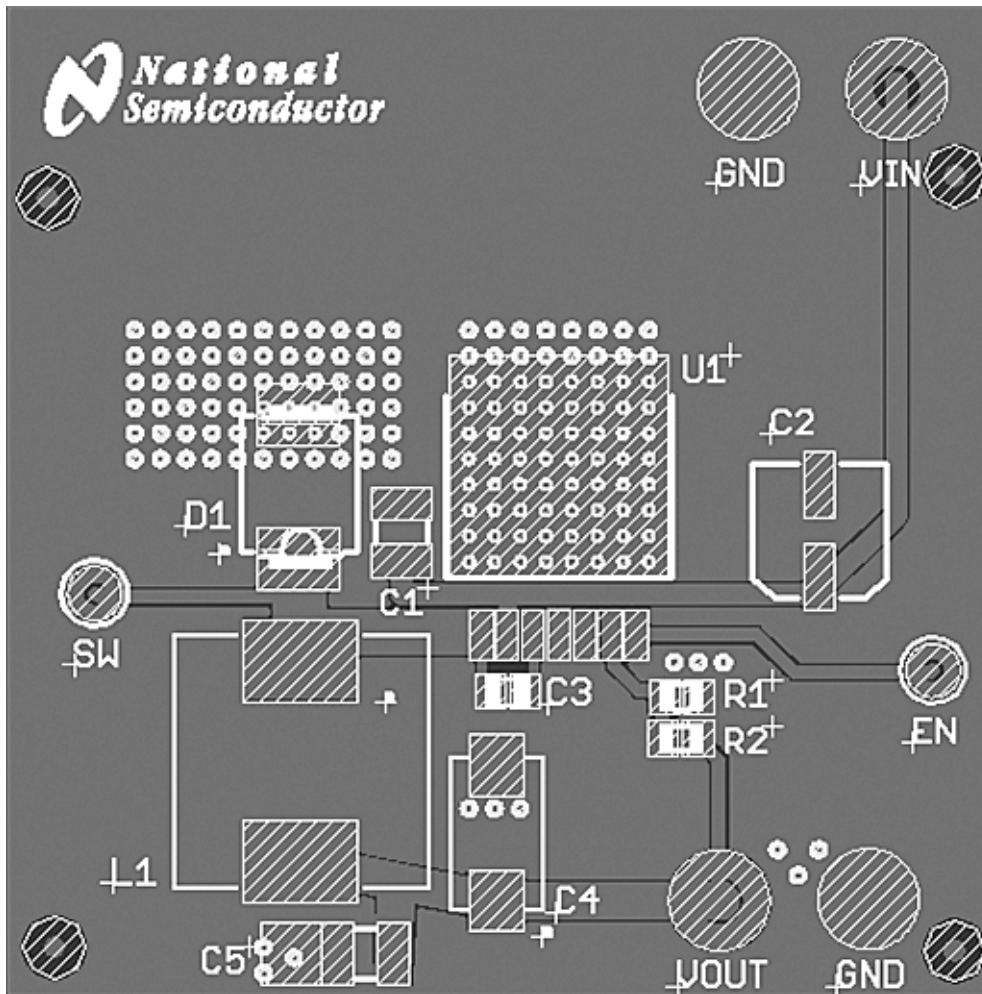 National
Semiconductor
GND
VIN
U1
C2
D1
C1
SW
C3
R1
EN
R2
L1
C4
C5
VOUT
GND